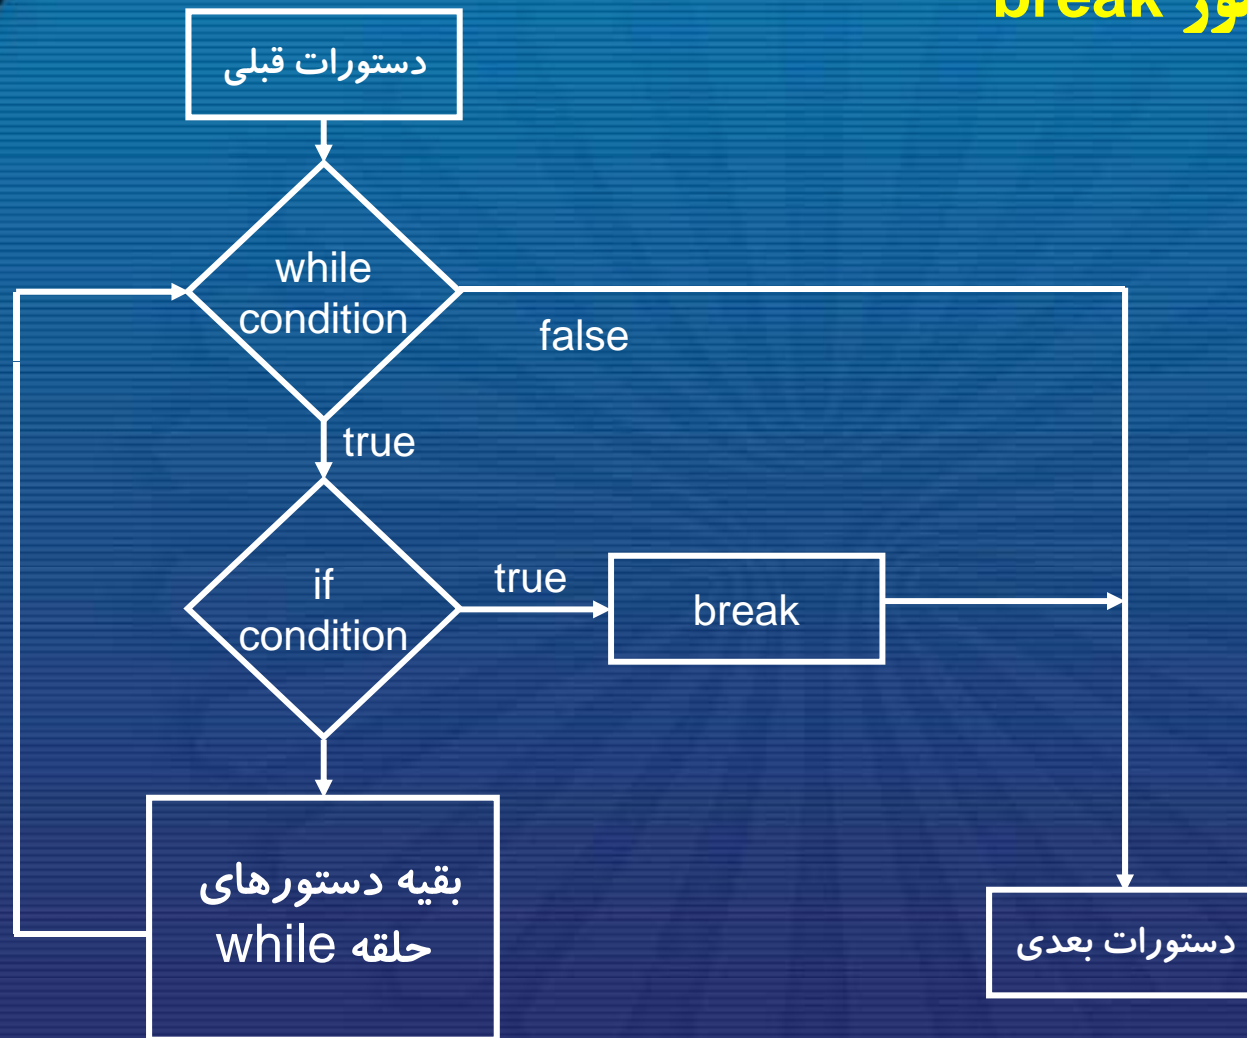 break
دستورات قبلی
while
condition
false
true
if
condition
true
break
بقیه دستورهای
حلقه while
دستورات بعدی